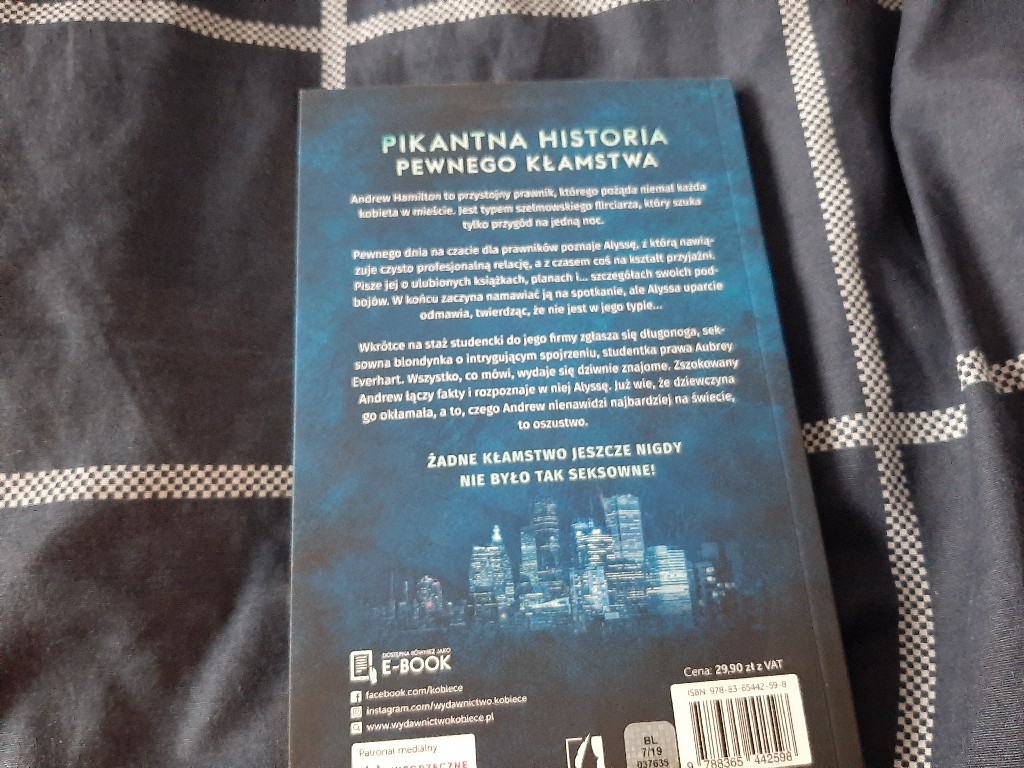 PIKANTNA HISTORIA
PEWNEGO KŁAMSTWA
Andrew Hamilton to przystojny prawnik, którego pożąda niemal każda
kobieta w mieście. Jest typem szelmowskiego flirciarza, który szuka
tylko przygód na jedną noc.
Pewnego dnia na czacie dla prawników poznaje Alyssę, z którą nawią-
zuje czysto profesjonalną relację, a z czasem coś na kształt przyjaźni.
Pisze jej o ulubionych książkach, planach i... szczegółach swoich pod-
bojów. W końcu zaczyna namawiać ją na spotkanie, ale Alyssa uparcie
odmawia, twierdząc, że nie jest w jego typie...
Wkrótce na staż studencki do jego firmy zgłasza się długonoga, sek-
sowna blondynka o intrygującym spojrzeniu, studentka prawa Aubrey
Everhart. Wszystko, co mówi, wydaje się dziwnie znajome. Zszokowany
Andrew łączy fakty i rozpoznaje w niej Alyssę. Już wie, że dziewczyna
go okłamała, a to, czego Andrew nienawidzi najbardziej na świecie,
to oszustwo.
ŻADNE KŁAMSTWO JESZCZE NIGDY
NIE BYŁO TAK SEKSOWNE!
DOSTĘPNA RÓWNIEŻ JAKO
E-BOOK
facebook.com/kobiece
instagram.com/wydawnictwo.kobiece
www.wydawnictwokobiece.pl
Patronat medialny
Cena: 29,90 zł z VAT
ISBN 978-83-65442-59-8
9 788365 442598
BL
7/19
037635